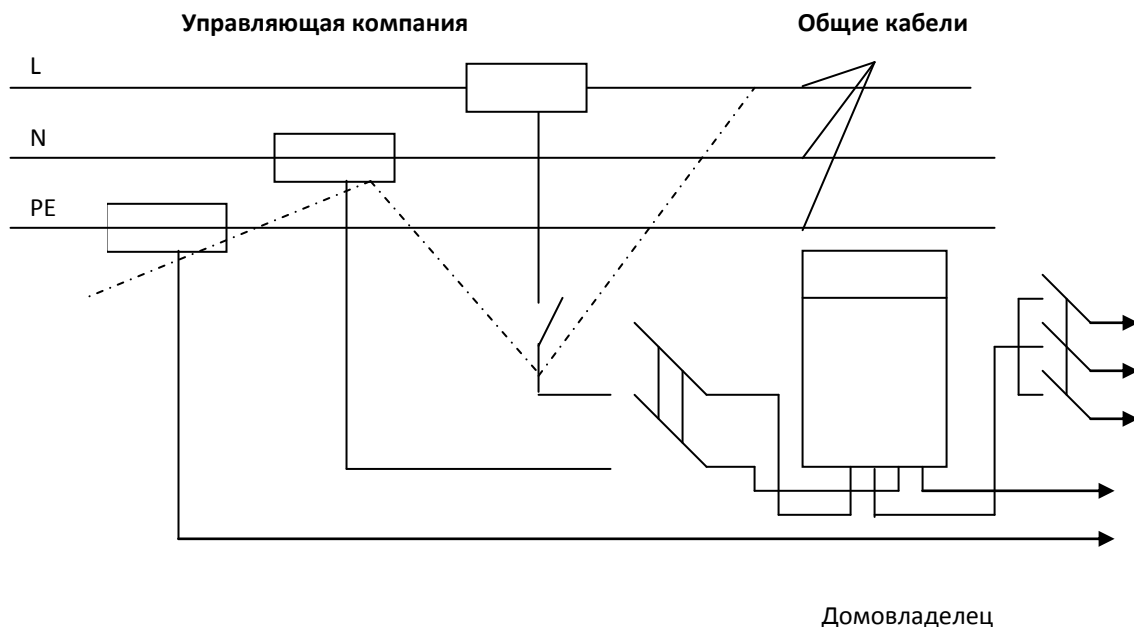 Управляющая компания
Общие кабели
L
N
PE
Домовладелец